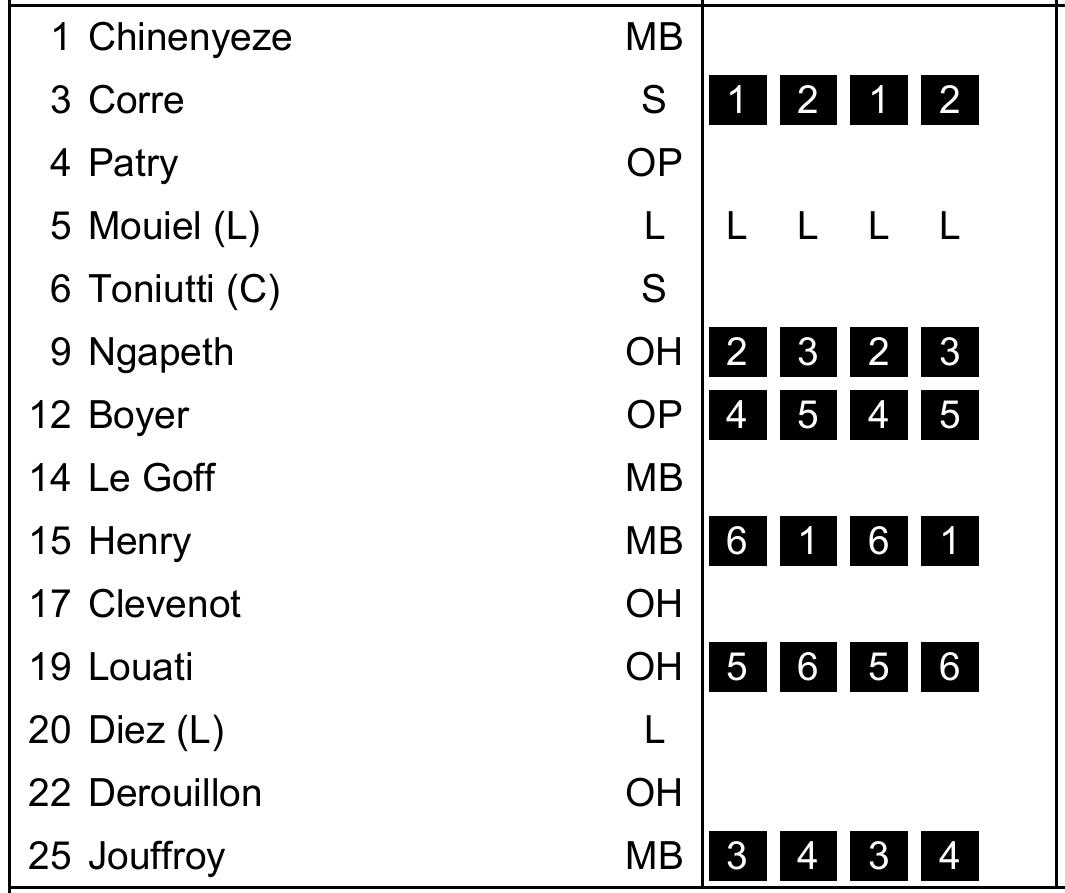 1 Chinenyeze MB
3 Corre S 1 2 1 2
4 Patry OP
5 Mouiel (L) L L L L L
6 Toniutti (C) S
9 Ngapeth OH 2 3 2 3
12 Boyer OP 4 5 4 5
14 Le Goff MB
15 Henry MB 6 1 6 1
17 Clevenot OH
19 Louati OH 5 6 5 6
20 Diez (L) L
22 Derouillon OH
25 Jouffroy MB 3 4 3 4